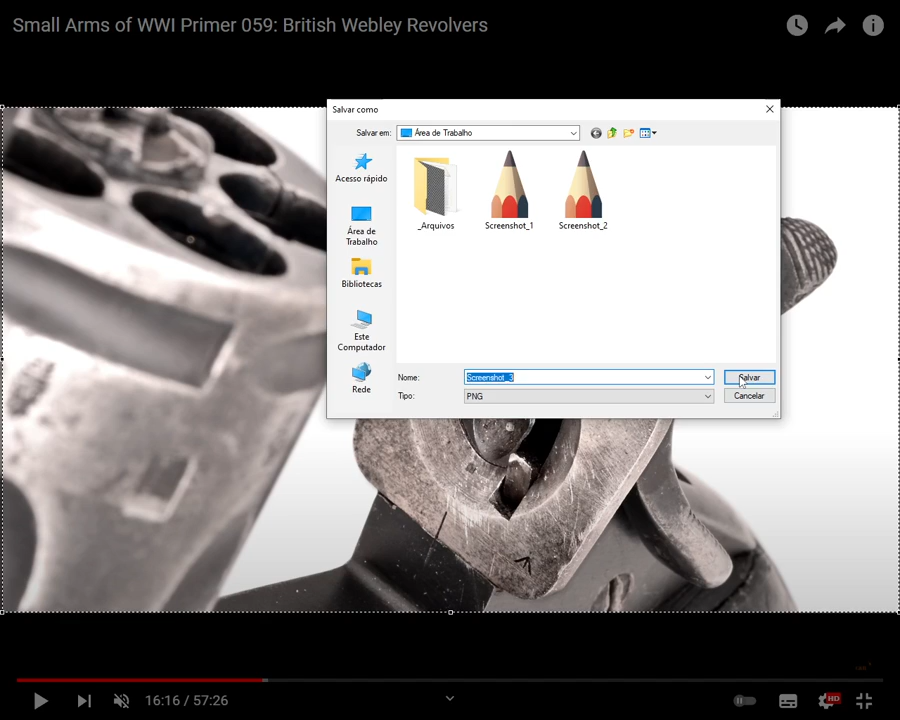 Small Arms of WWI Primer 059: British Webley Revolvers
Salvar como
Salvar em:
Área de Trabalho
Acesso rápido
Área de
Trabalho
Bibliotecas
Este
Computador
Rede
_Arquivos
Screenshot_1
Screenshot_2
Nome:
Screenshot_3
Salvar
Tipo:
PNG
Cancelar
16:16 / 57:26
HD